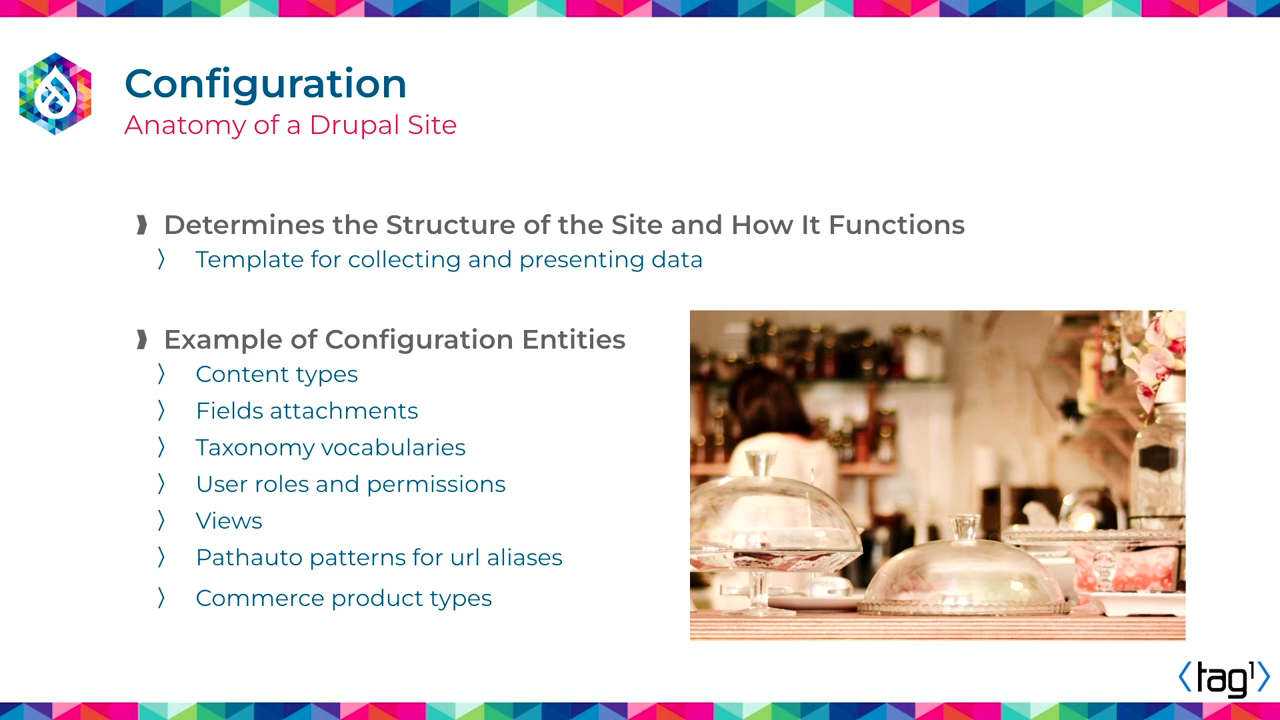 Configuration
Anatomy of a Drupal Site
Determines the Structure of the Site and How It Functions
Template for collecting and presenting data
Example of Configuration Entities
Content types
Fields attachments
Taxonomy vocabularies
User roles and permissions
Views
Pathauto patterns for url aliases
Commerce product types
⟨tag1⟩